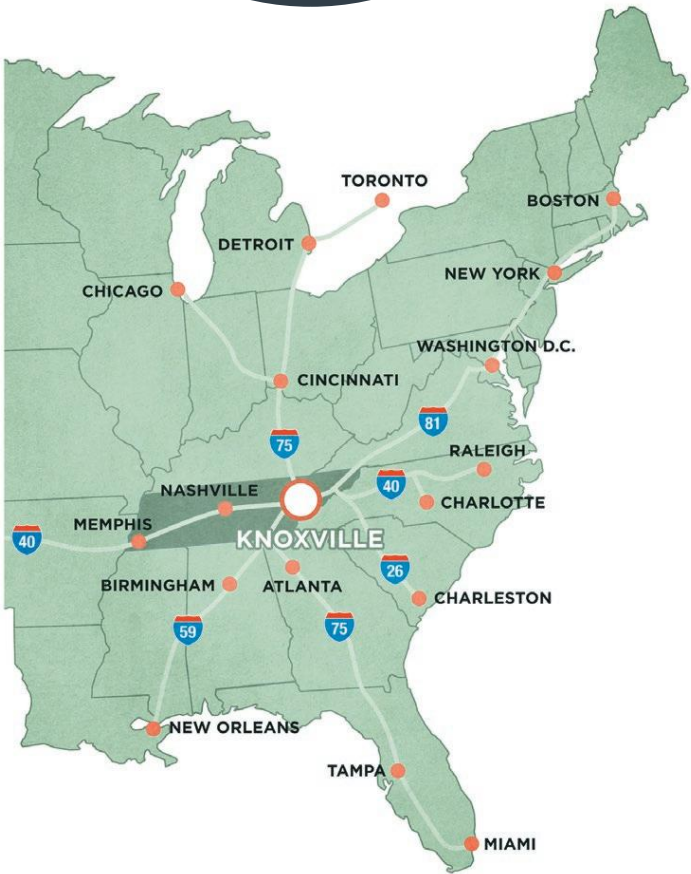 TORONTO
BOSTON
DETROIT
NEW YORK
CHICAGO
WASHINGTON D.C.
CINCINNATI
81
75
RALEIGH
40
NASHVILLE
CHARLOTTE
MEMPHIS
40
KNOXVILLE
26
BIRMINGHAM
ATLANTA
CHARLESTON
59
75
NEW ORLEANS
TAMPA
MIAMI